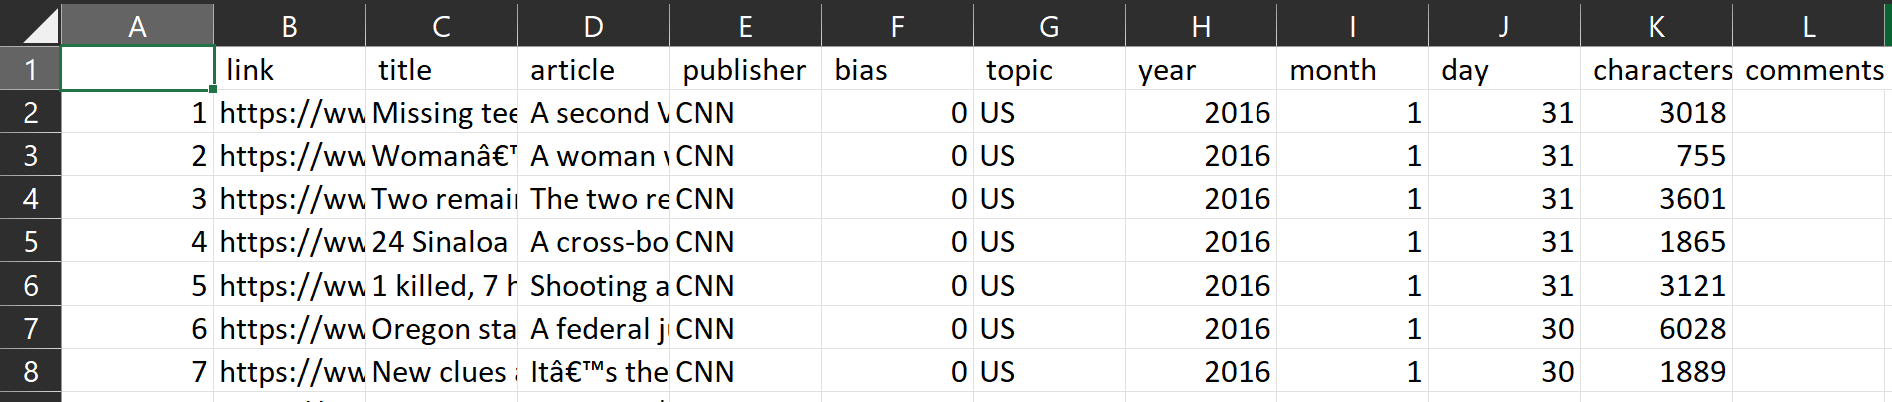 A B C D E F G H I J K L
1 link title article publisher bias topic year month day characters comments
2 1 https://ww Missing tee A second V CNN 0 US 2016 1 31 3018
3 2 https://ww Womanâ€™ A woman v CNN 0 US 2016 1 31 755
4 3 https://ww Two remain The two re CNN 0 US 2016 1 31 3601
5 4 https://ww 24 Sinaloa A cross-bo CNN 0 US 2016 1 31 1865
6 5 https://ww 1 killed, 7 h Shooting a CNN 0 US 2016 1 31 3121
7 6 https://ww Oregon sta A federal ju CNN 0 US 2016 1 30 6028
8 7 https://ww New clues a Itâ€™s the CNN 0 US 2016 1 30 1889